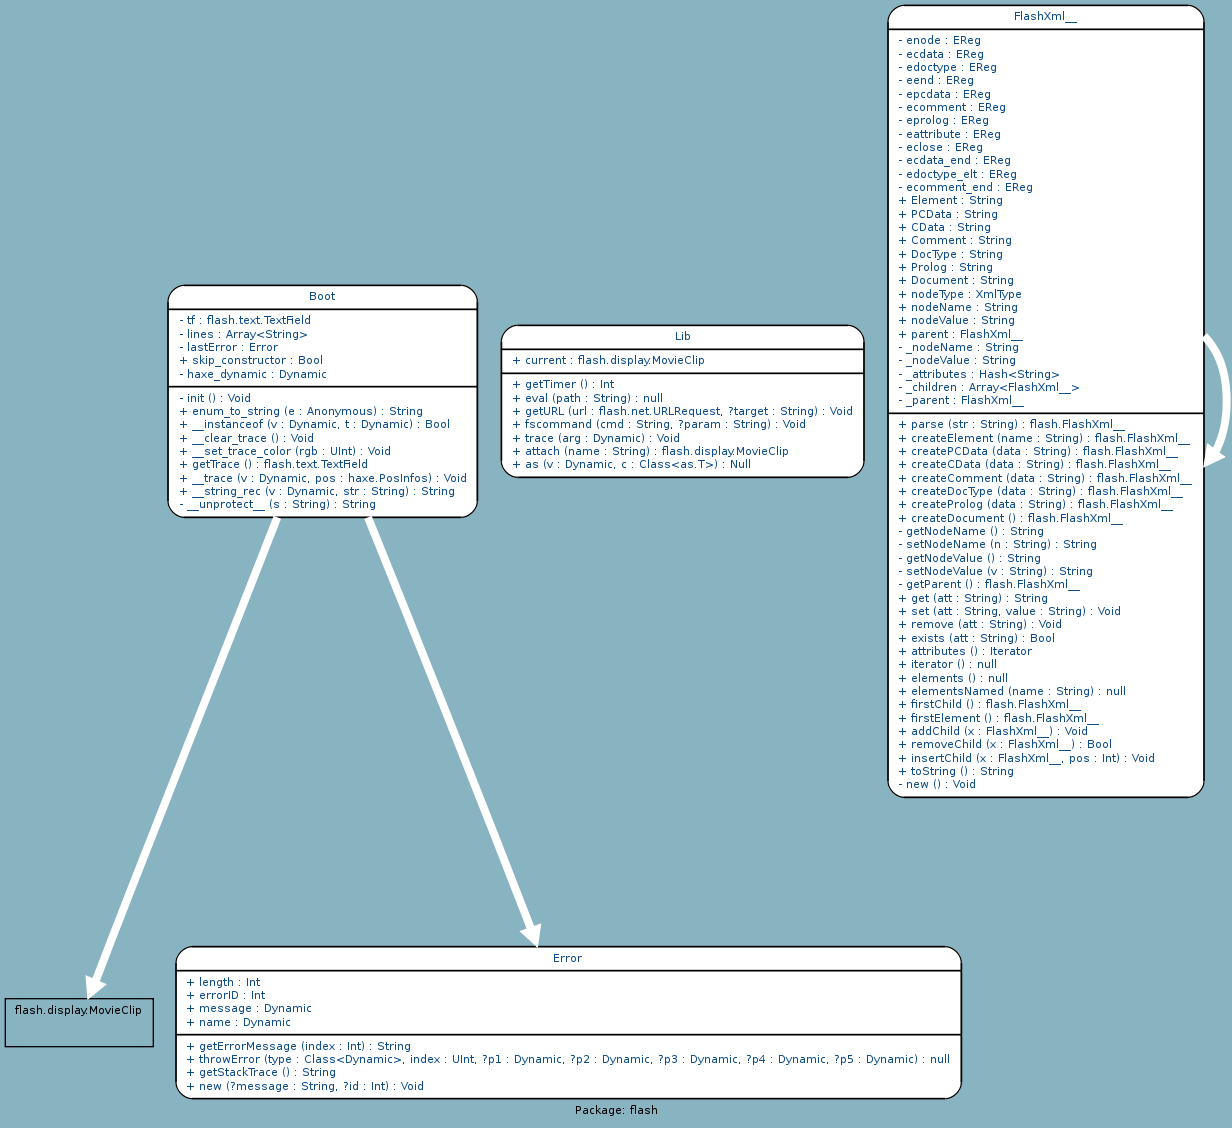 FlashXml__
- enode : EReg
- ecdata : EReg
- edoctype : EReg
- eend : EReg
- epcdata : EReg
- ecomment : EReg
- eprolog : EReg
- eattribute : EReg
- eclose : EReg
- ecdata_end : EReg
- edoctype_elt : EReg
- ecomment_end : EReg
+ Element : String
+ PCData : String
+ CData : String
+ Comment : String
+ DocType : String
+ Prolog : String
+ Document : String
+ nodeType : XmlType
+ nodeName : String
+ nodeValue : String
+ parent : FlashXml__
- _nodeName : String
- _nodeValue : String
- _attributes : Hash<String>
- _children : Array<FlashXml__>
- _parent : FlashXml__
+ parse (str : String) : flash.FlashXml__
+ createElement (name : String) : flash.FlashXml__
+ createPCData (data : String) : flash.FlashXml__
+ createCData (data : String) : flash.FlashXml__
+ createComment (data : String) : flash.FlashXml__
+ createDocType (data : String) : flash.FlashXml__
+ createProlog (data : String) : flash.FlashXml__
+ createDocument () : flash.FlashXml__
- getNodeName () : String
- setNodeName (n : String) : String
- getNodeValue () : String
- setNodeValue (v : String) : String
- getParent () : flash.FlashXml__
+ get (att : String) : String
+ set (att : String, value : String) : Void
+ remove (att : String) : Void
+ exists (att : String) : Bool
+ attributes () : Iterator
+ iterator () : null
+ elements () : null
+ elementsNamed (name : String) : null
+ firstChild () : flash.FlashXml__
+ firstElement () : flash.FlashXml__
+ addChild (x : FlashXml__) : Void
+ removeChild (x : FlashXml__) : Bool
+ insertChild (x : FlashXml__, pos : Int) : Void
+ toString () : String
- new () : Void
Boot
- tf : flash.text.TextField
- lines : Array<String>
- lastError : Error
+ skip_constructor : Bool
- haxe_dynamic : Dynamic
- init () : Void
+ enum_to_string (e : Anonymous) : String
+ __instanceof (v : Dynamic, t : Dynamic) : Bool
+ __clear_trace () : Void
+ __set_trace_color (rgb : UInt) : Void
+ getTrace () : flash.text.TextField
+ __trace (v : Dynamic, pos : haxe.PosInfos) : Void
+ __string_rec (v : Dynamic, str : String) : String
- __unprotect__ (s : String) : String
Lib
+ current : flash.display.MovieClip
+ getTimer () : Int
+ eval (path : String) : null
+ getURL (url : flash.net.URLRequest, ?target : String) : Void
+ fscommand (cmd : String, ?param : String) : Void
+ trace (arg : Dynamic) : Void
+ attach (name : String) : flash.display.MovieClip
+ as (v : Dynamic, c : Class<as.T>) : Null
flash.display.MovieClip
Error
+ length : Int
+ errorID : Int
+ message : Dynamic
+ name : Dynamic
+ getErrorMessage (index : Int) : String
+ throwError (type : Class<Dynamic>, index : UInt, ?p1 : Dynamic, ?p2 : Dynamic, ?p3 : Dynamic, ?p4 : Dynamic, ?p5 : Dynamic) : null
+ getStackTrace () : String
+ new (?message : String, ?id : Int) : Void
Package: flash